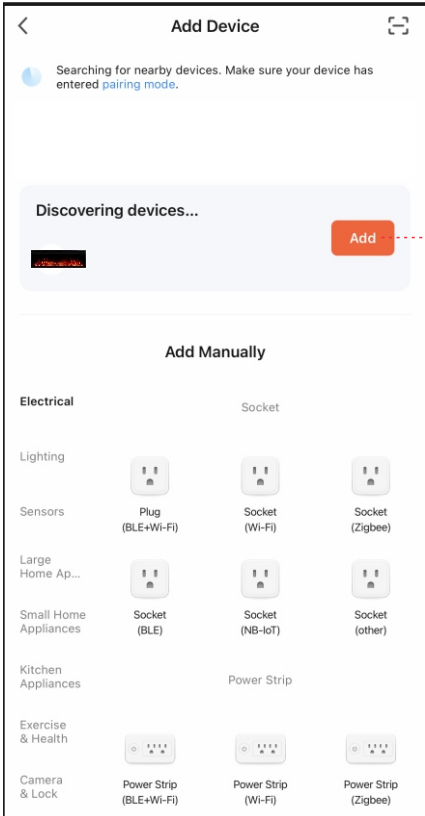 Add Device
Searching for nearby devices. Make sure your device has
entered pairing mode.
Discovering devices...
Add
Add Manually
Electrical
Socket
Lighting
Plug
(BLE+Wi-Fi)
Socket
(Wi-Fi)
Socket
(Zigbee)
Sensors
Large
Home Ap...
Socket
(BLE)
Socket
(NB-IoT)
Socket
(other)
Small Home
Appliances
Kitchen
Appliances
Power Strip
Exercise
& Health
Camera
& Lock
Power Strip
(BLE+Wi-Fi)
Power Strip
(Wi-Fi)
Power Strip
(Zigbee)